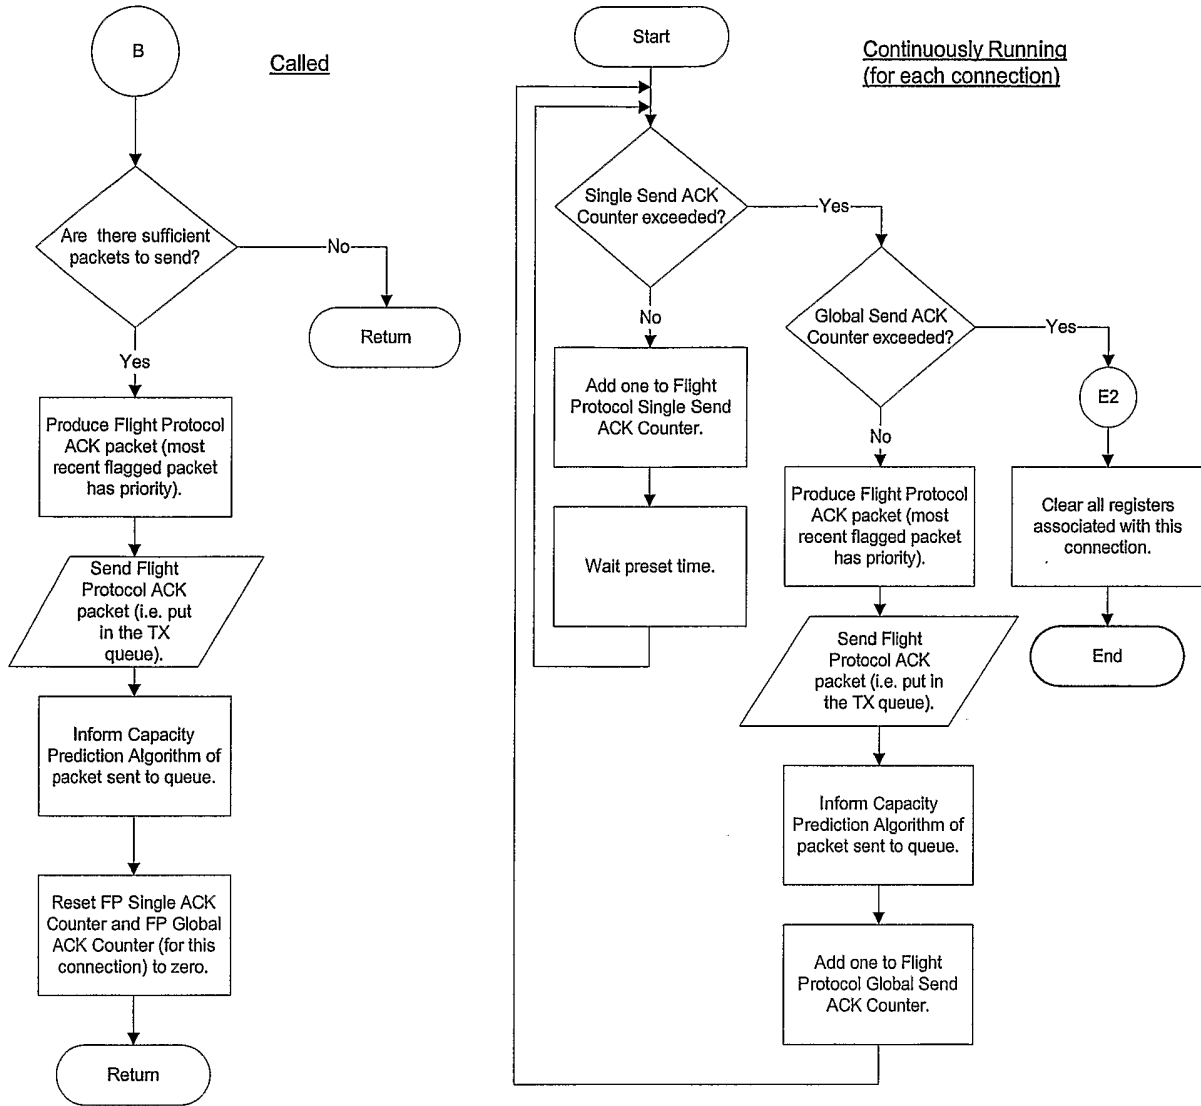 B
Called
Are there sufficient
packets to send?
No
Return
Yes
Produce Flight Protocol
ACK packet (most
recent flagged packet
has priority).
Send Flight
Protocol ACK
packet (i.e. put
in the TX
queue).
Inform Capacity
Prediction Algorithm of
packet sent to queue.
Reset FP Single ACK
Counter and FP Global
ACK Counter (for this
connection) to zero.
Return
Start
Continuously Running
(for each connection)
Single Send ACK
Counter exceeded?
Yes
No
Add one to Flight
Protocol Single Send
ACK Counter.
Wait preset time.
Global Send ACK
Counter exceeded?
Yes
E2
Clear all registers
associated with this
connection.
End
No
Produce Flight Protocol
ACK packet (most
recent flagged packet
has priority).
Send Flight
Protocol ACK
packet (i.e. put in
the TX queue).
Inform Capacity
Prediction Algorithm of
packet sent to queue.
Add one to Flight
Protocol Global Send
ACK Counter.